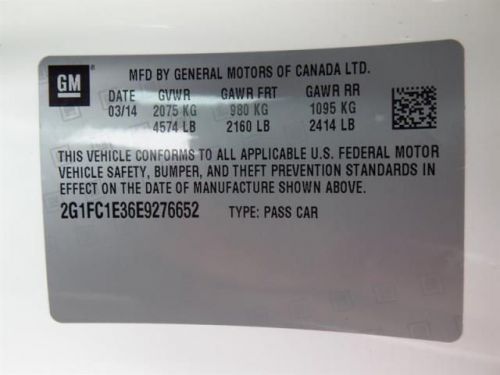 GM
MFD BY GENERAL MOTORS OF CANADA LTD.
DATE GVWR GAWR FRT GAWR RR
03/14 2075 KG 980 KG 1095 KG
4574 LB 2160 LB 2414 LB
THIS VEHICLE CONFORMS TO ALL APPLICABLE U.S. FEDERAL MOTOR
VEHICLE SAFETY, BUMPER, AND THEFT PREVENTION STANDARDS IN
EFFECT ON THE DATE OF MANUFACTURE SHOWN ABOVE.
2G1FC1E36E9276652 TYPE: PASS CAR